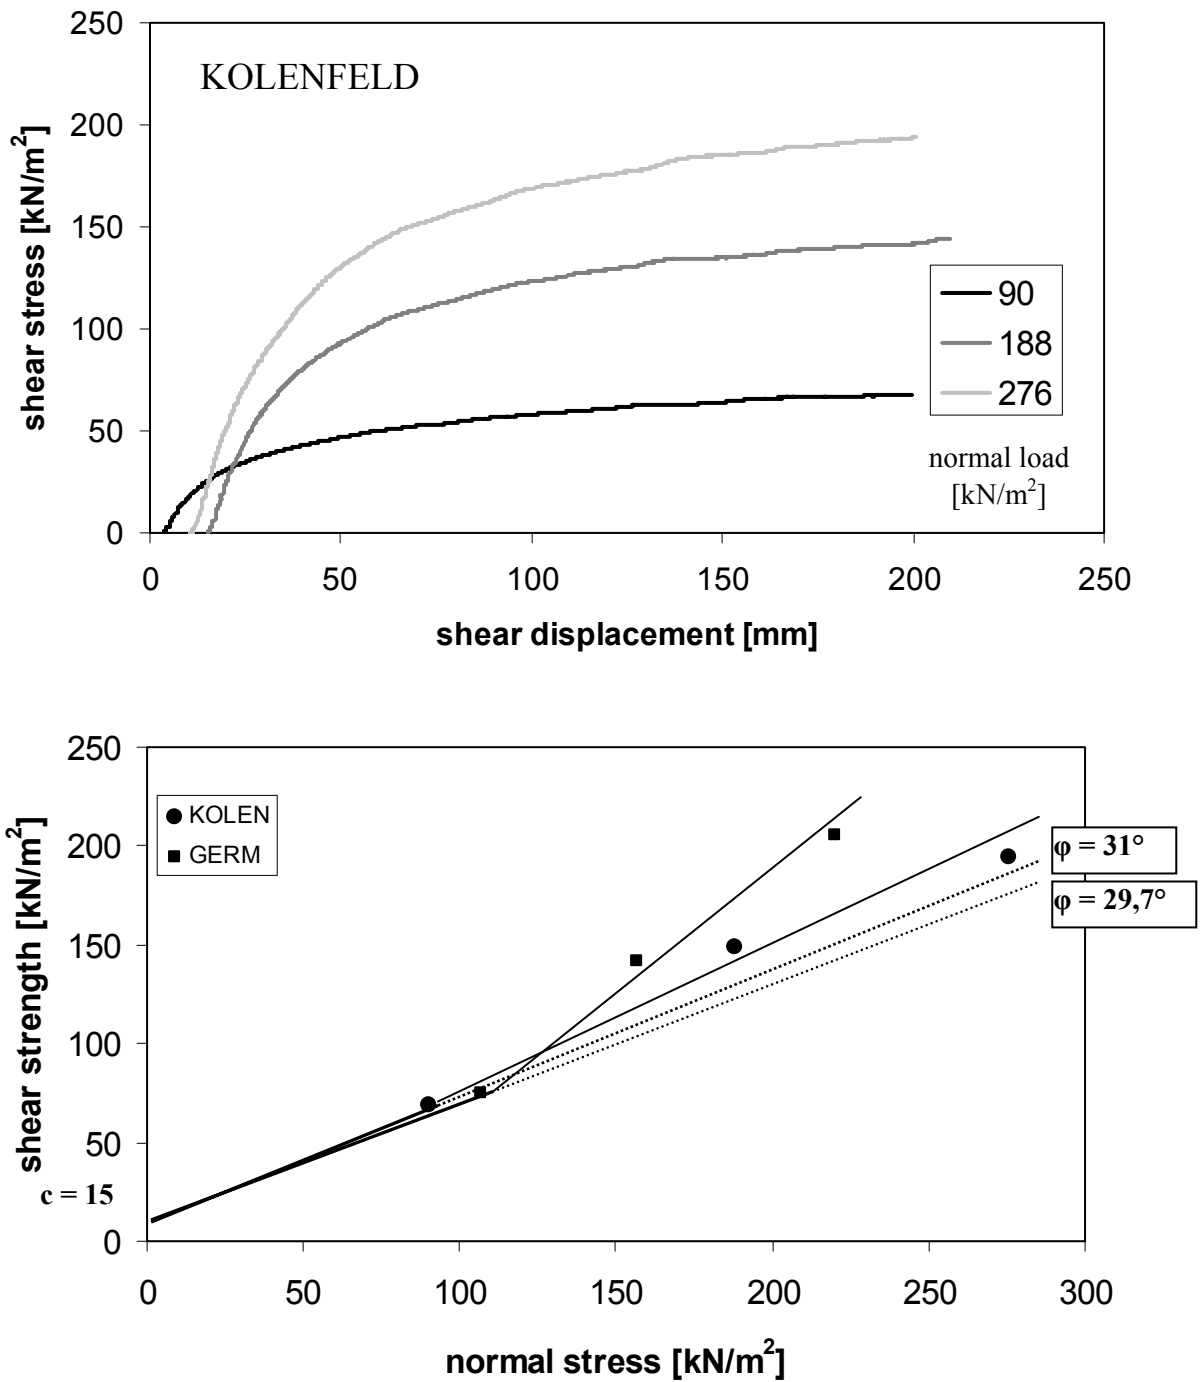 250
200
150
100
50
0
shear stress [kN/m²]
KOLENFELD
90
188
276
normal load
[kN/m²]
0 50 100 150 200 250
shear displacement [mm]
250
200
150
100
50
0
shear strength [kN/m²]
KOLEN
GERM
φ = 31°
φ = 29,7°
c = 15
0 50 100 150 200 250 300
normal stress [kN/m²]